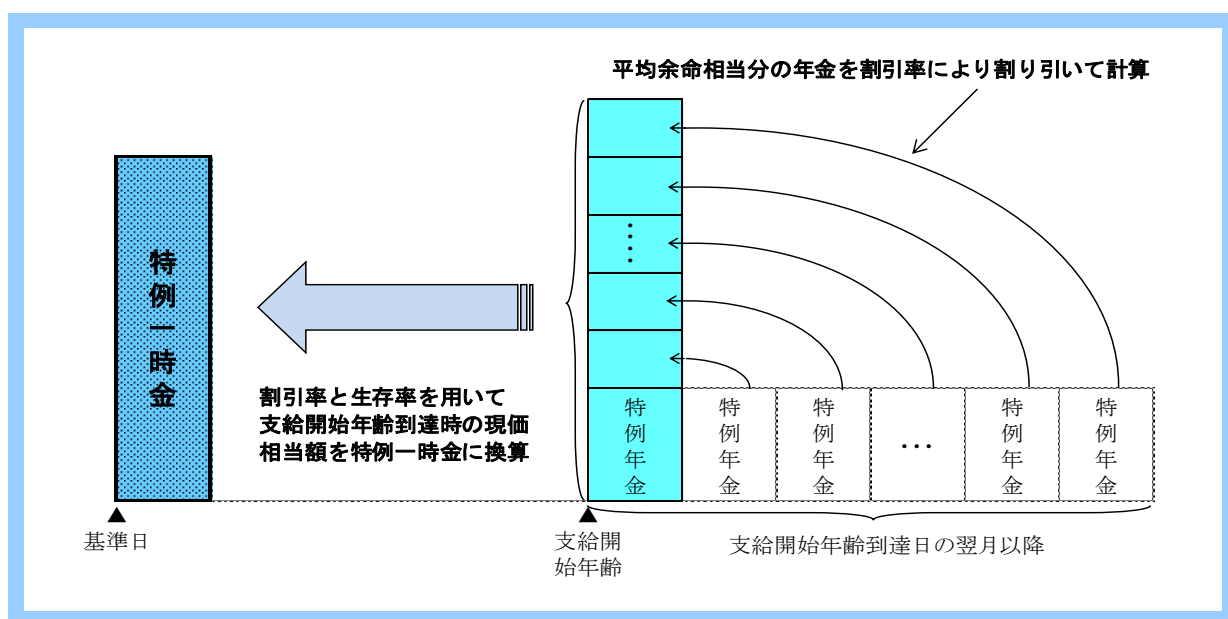 平均余命相当分の年金を割引率により割り引いて計算
特例一時金
割引率と生存率を用いて
支給開始年齢到達時の現価
相当額を特例一時金に換算
⋮
特例年金
特例年金
特例年金
…
特例年金
特例年金
▲
基準日
▲
支給開
始年齢
支給開始年齢到達日の翌月以降